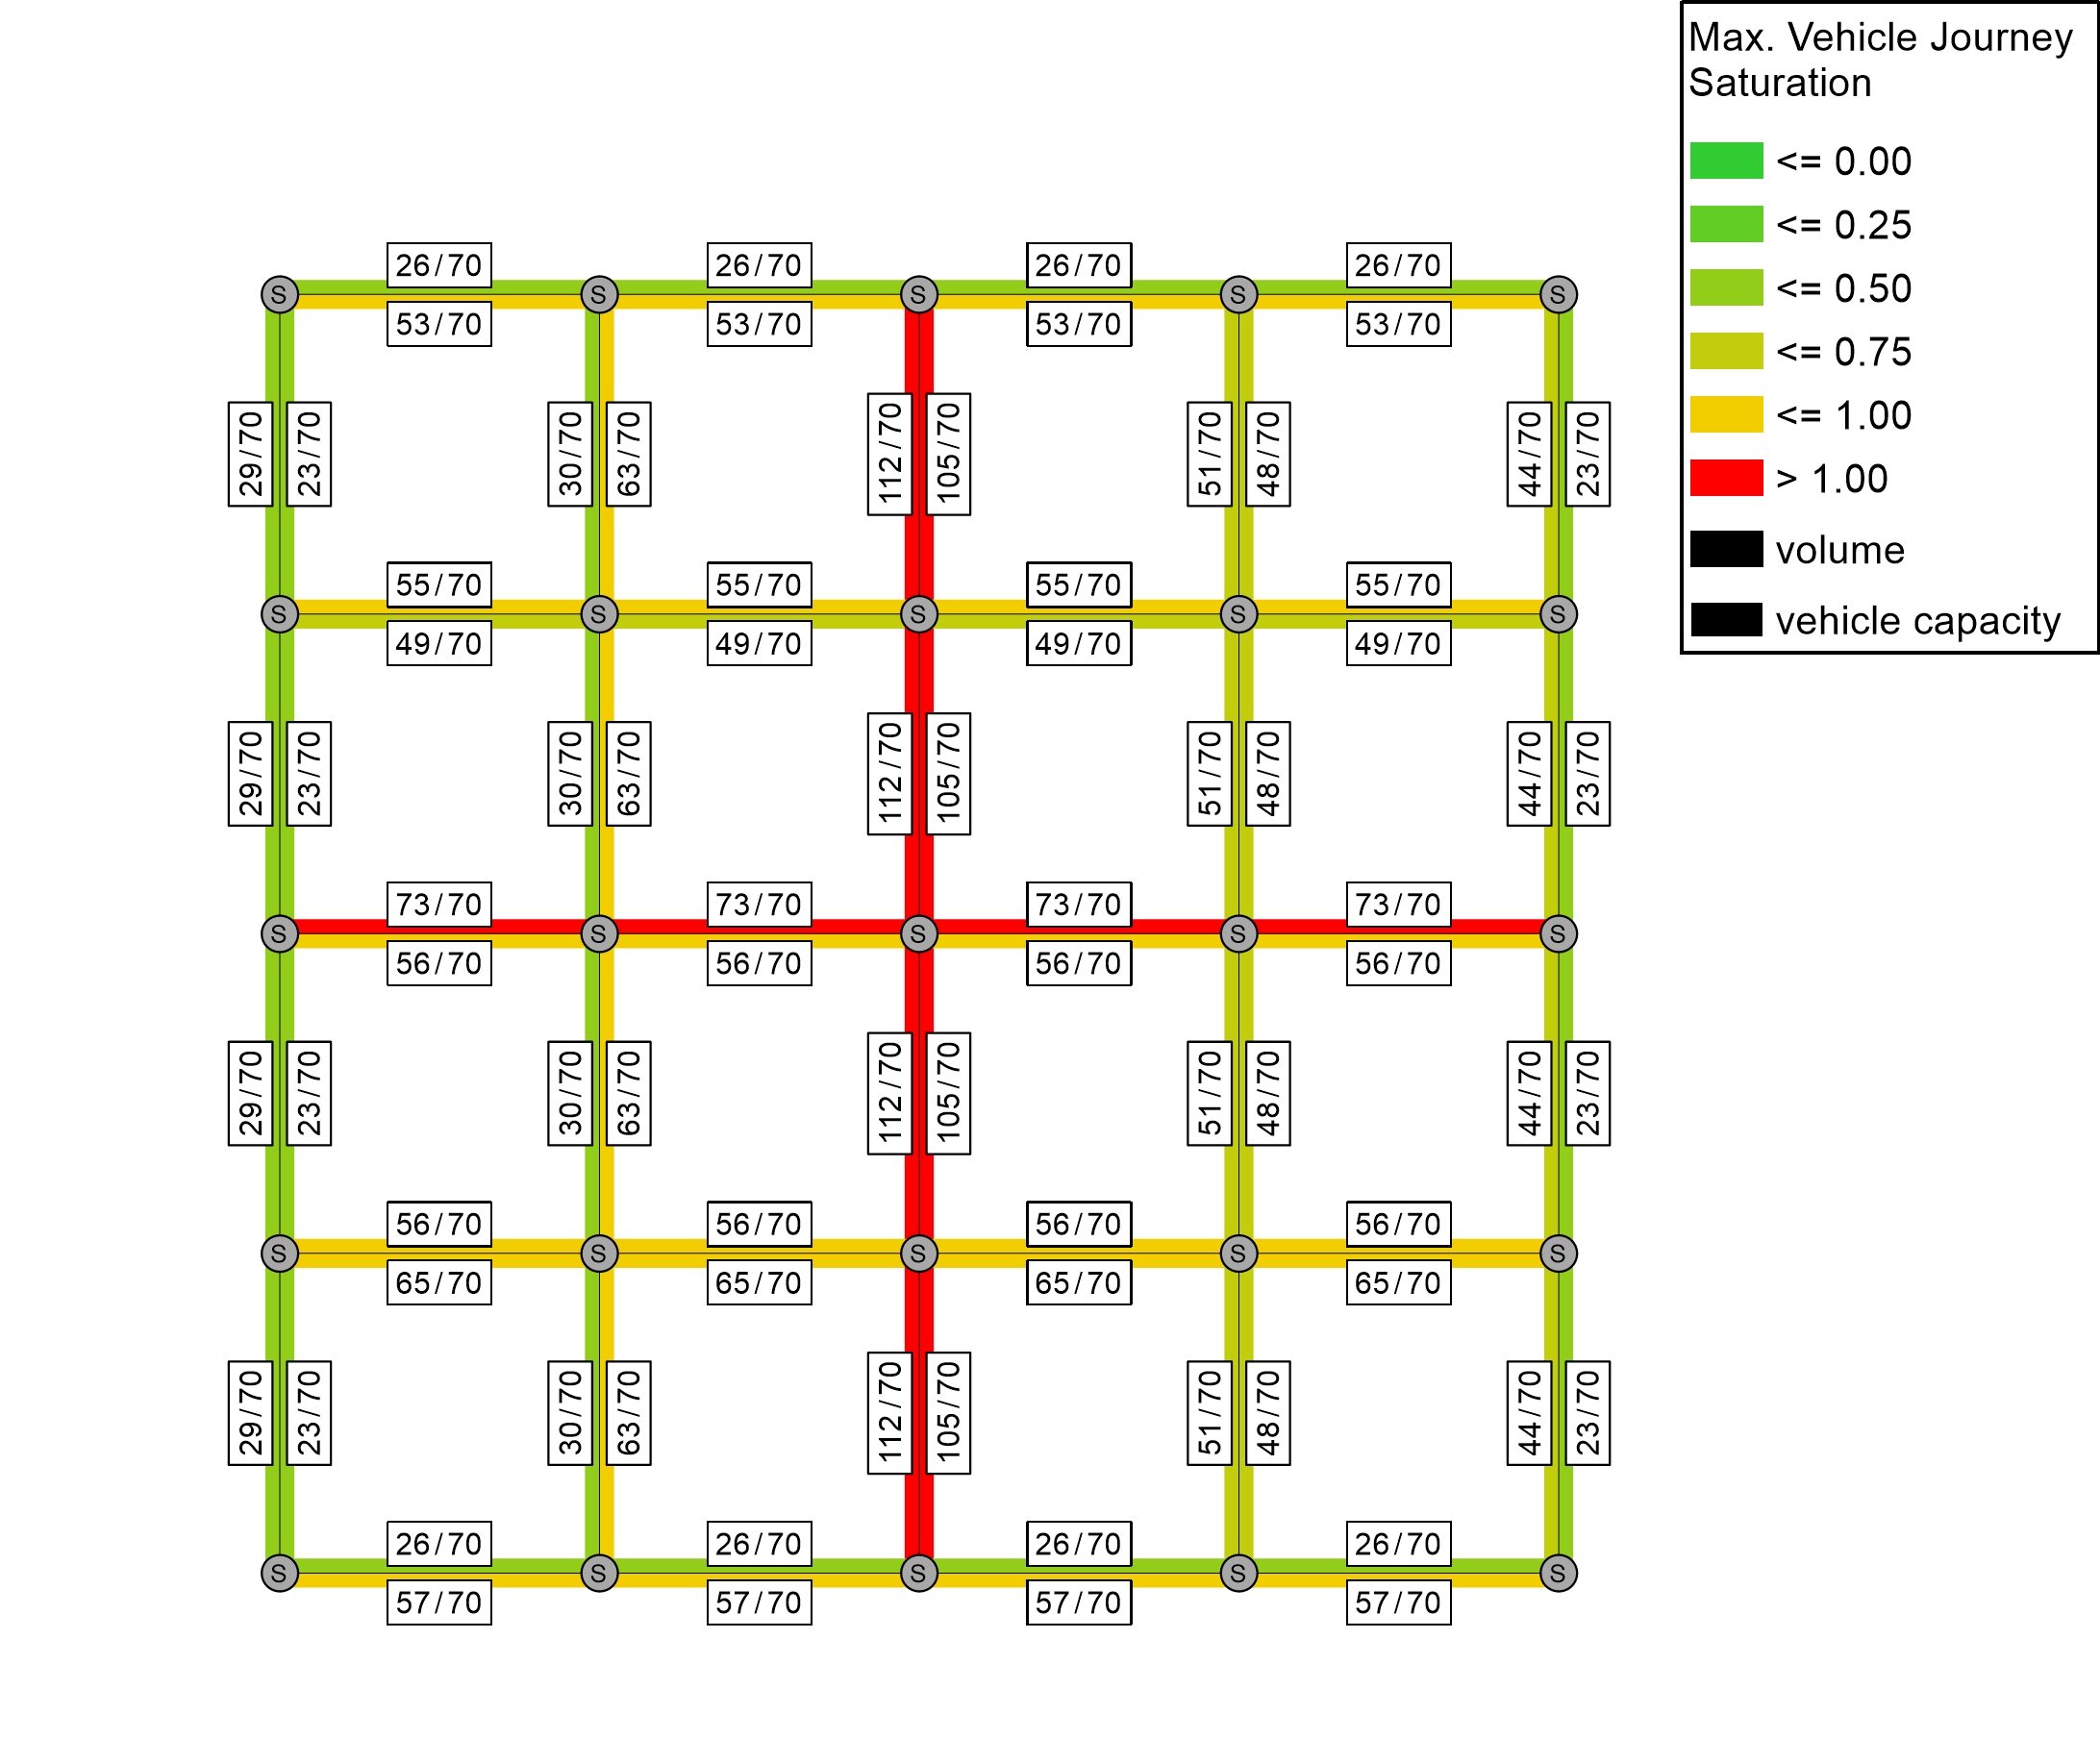 Max. Vehicle Journey
Saturation
<= 0.00
<= 0.25
<= 0.50
<= 0.75
<= 1.00
> 1.00
volume
vehicle capacity
26/70 26/70 26/70 26/70
S S S S S
53/70 53/70 53/70 53/70
29/70 23/70 30/70 63/70 112/70 105/70 51/70 48/70 44/70 23/70
55/70 55/70 55/70 55/70
S S S S S
49/70 49/70 49/70 49/70
29/70 23/70 30/70 63/70 112/70 105/70 51/70 48/70 44/70 23/70
73/70 73/70 73/70 73/70
S S S S S
56/70 56/70 56/70 56/70
29/70 23/70 30/70 63/70 112/70 105/70 51/70 48/70 44/70 23/70
56/70 56/70 56/70 56/70
S S S S S
65/70 65/70 65/70 65/70
29/70 23/70 30/70 63/70 112/70 105/70 51/70 48/70 44/70 23/70
26/70 26/70 26/70 26/70
S S S S S
57/70 57/70 57/70 57/70